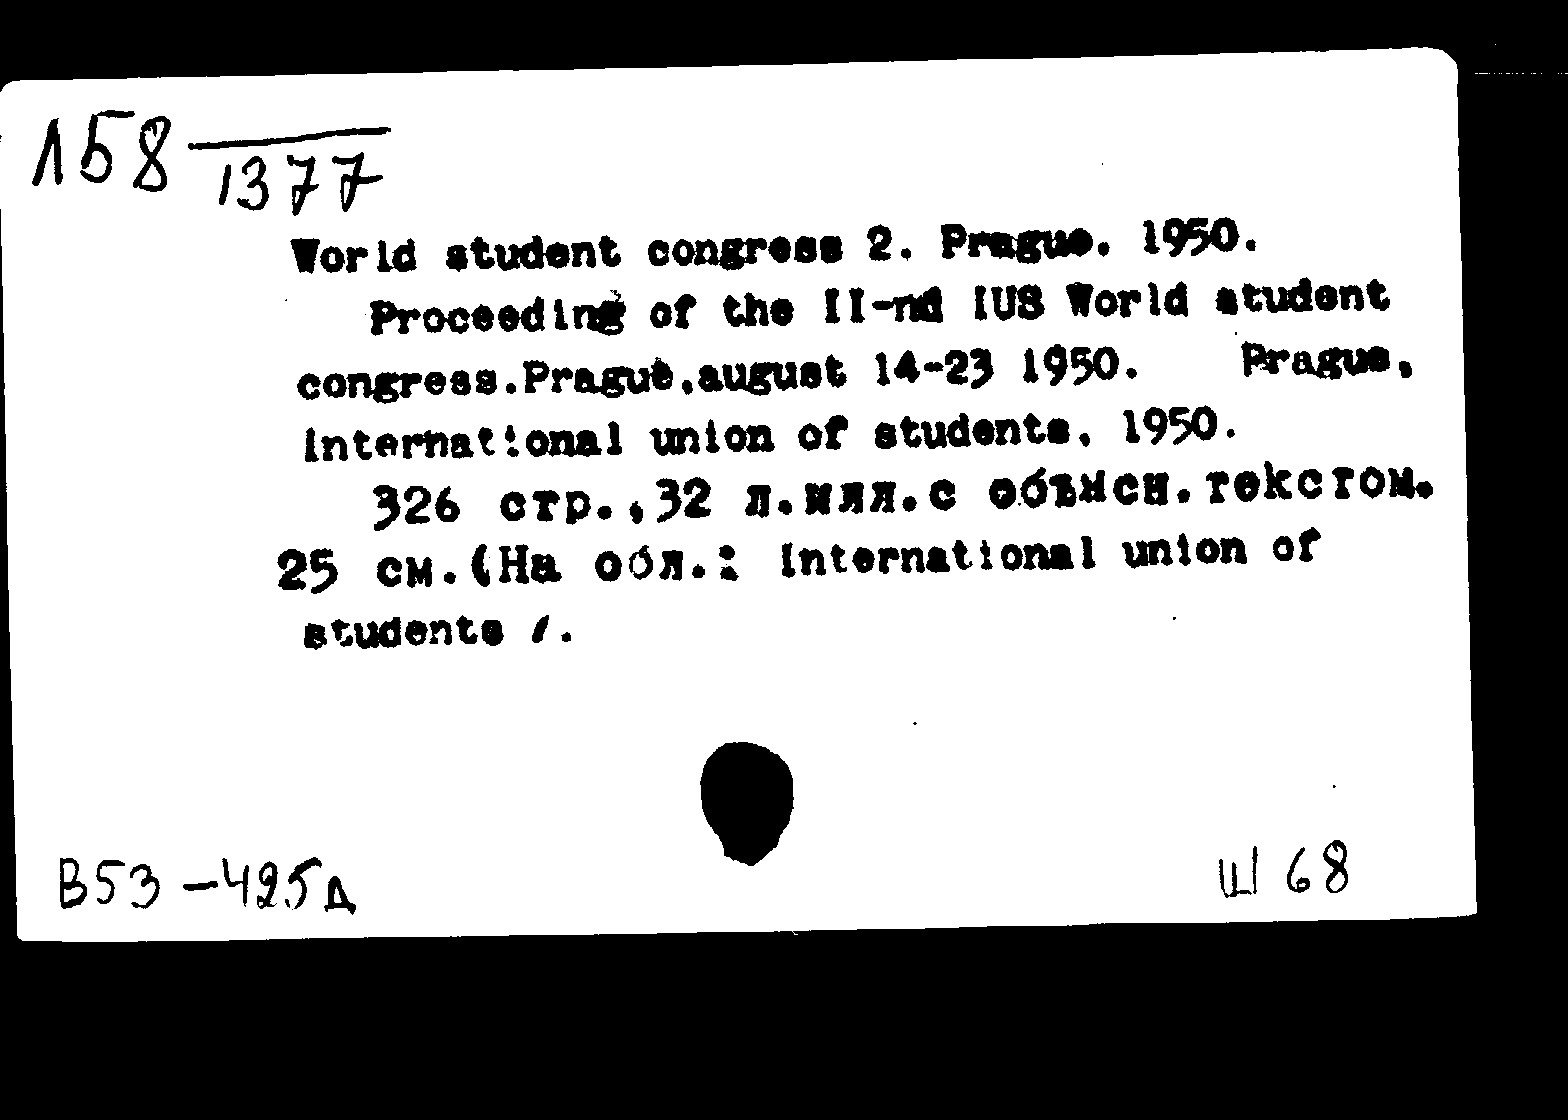 Л58 1377
World student congress 2. Prague. 1950.
Proceeding of the II-nd IUS World student
congress.Prague,august 14-23 1950. Prague,
International union of students, 1950.
326 стр.,32 л.илл.с объясн.текстом.
25 см.(На обл.: International union of
students /.
В53-425д
Ш 68